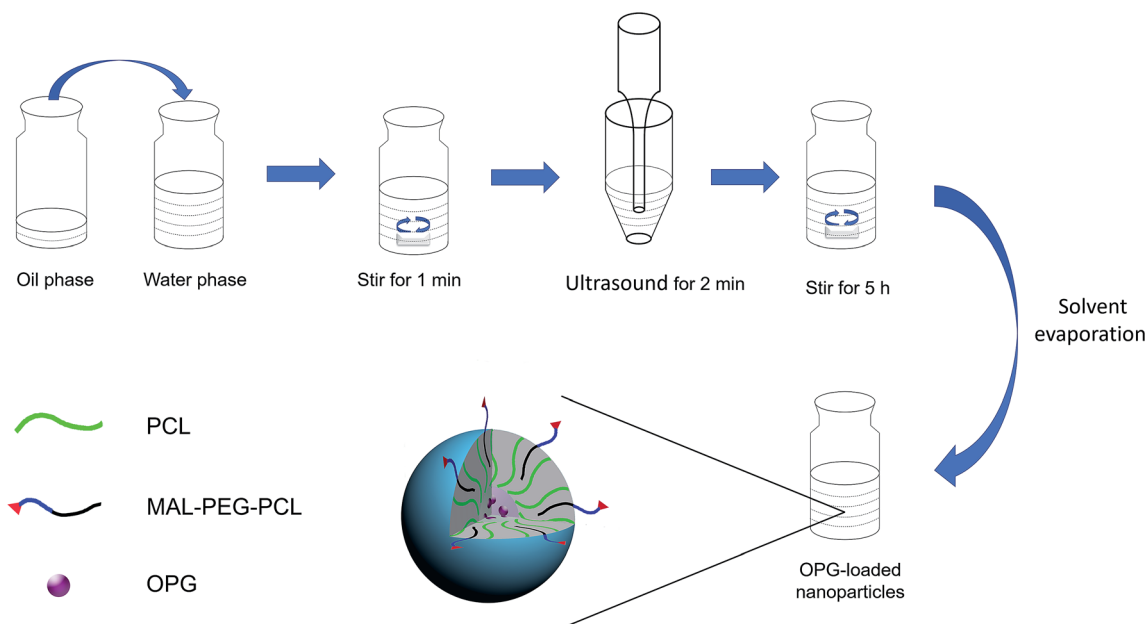 Oil phase
Water phase
Stir for 1 min
Ultrasound for 2 min
Stir for 5 h
Solvent
evaporation
PCL
MAL-PEG-PCL
OPG
OPG-loaded
nanoparticles